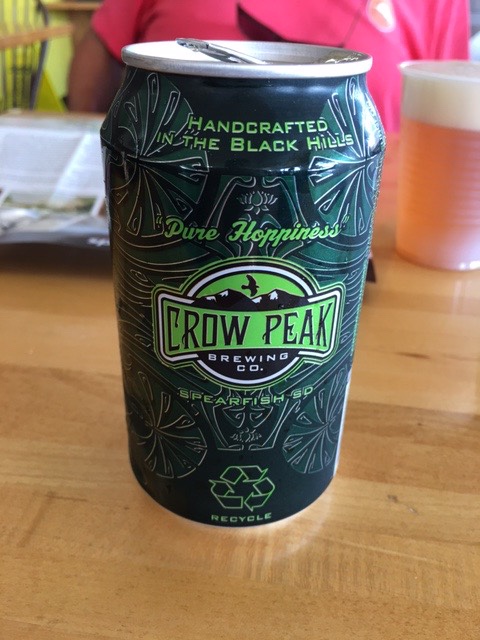 HANDCRAFTED
IN THE BLACK HILLS
"Pure Hoppiness"
CROW PEAK
BREWING
CO.
SPEARFISH SD
RECYCLE